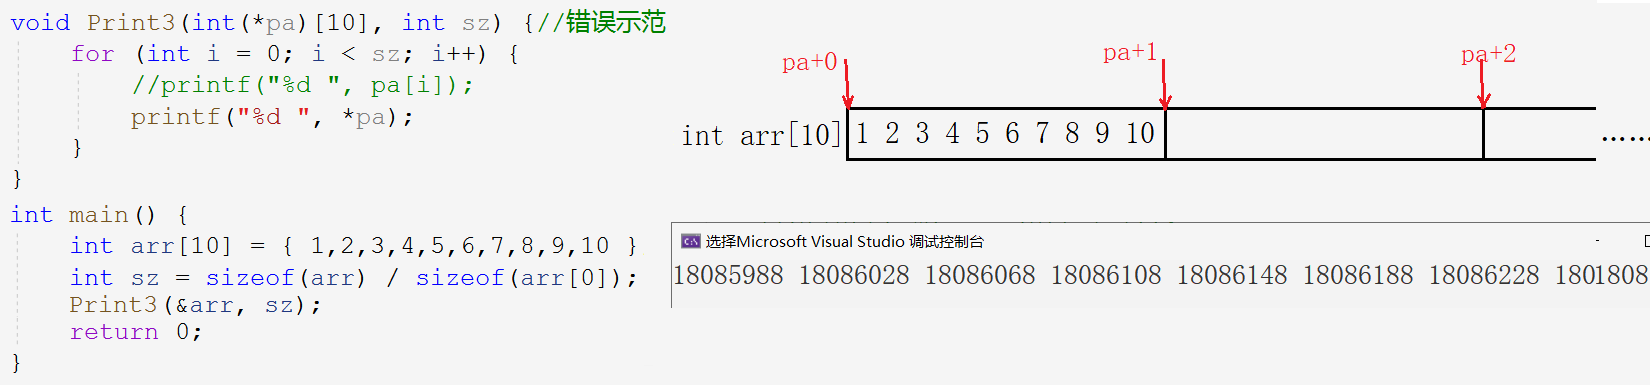 void Print3(int(*pa)[10], int sz) {//错误示范
for (int i = 0; i < sz; i++) {
//printf("%d ", pa[i]);
printf("%d ", *pa);
}
}
int main() {
int arr[10] = { 1,2,3,4,5,6,7,8,9,10 }
int sz = sizeof(arr) / sizeof(arr[0]);
Print3(&arr, sz);
return 0;
}
pa+0 pa+1 pa+2
int arr[10] 1 2 3 4 5 6 7 8 9 10 ……
选择Microsoft Visual Studio 调试控制台
18085988 18086028 18086068 18086108 18086148 18086188 18086228 1801808